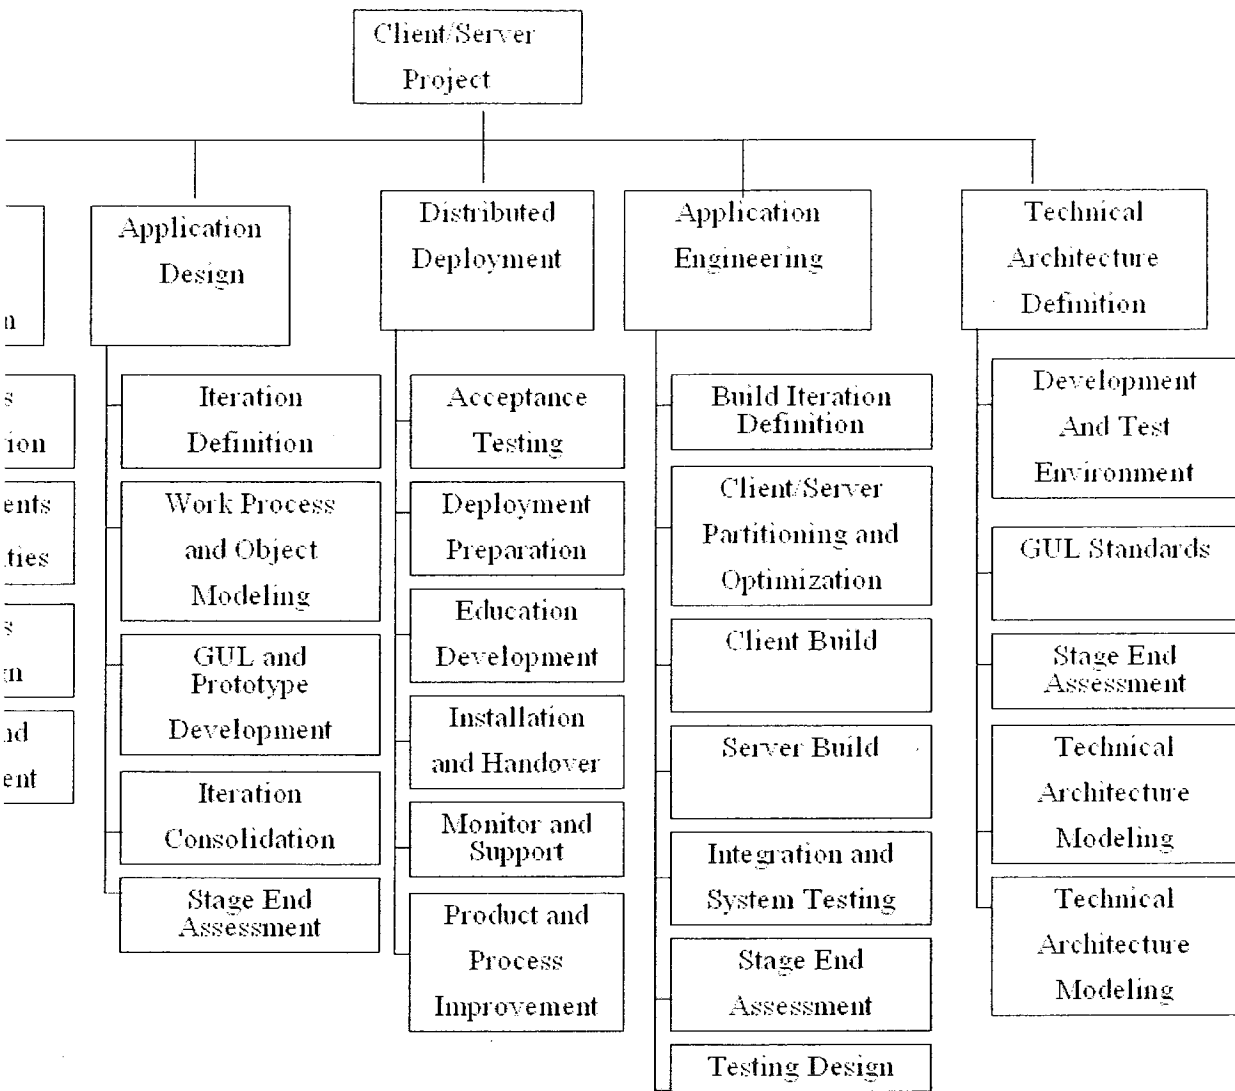 Client/Server
Project
Application
Design
Iteration
Definition
Work Process
and Object
Modeling
GUL and
Prototype
Development
Iteration
Consolidation
Stage End
Assessment
Distributed
Deployment
Acceptance
Testing
Deployment
Preparation
Education
Development
Installation
and Handover
Monitor and
Support
Product and
Process
Improvement
Application
Engineering
Build Iteration
Definition
Client/Server
Partitioning and
Optimization
Client Build
Server Build
Integration and
System Testing
Stage End
Assessment
Testing Design
Technical
Architecture
Definition
Development
And Test
Environment
GUL Standards
Stage End
Assessment
Technical
Architecture
Modeling
Technical
Architecture
Modeling